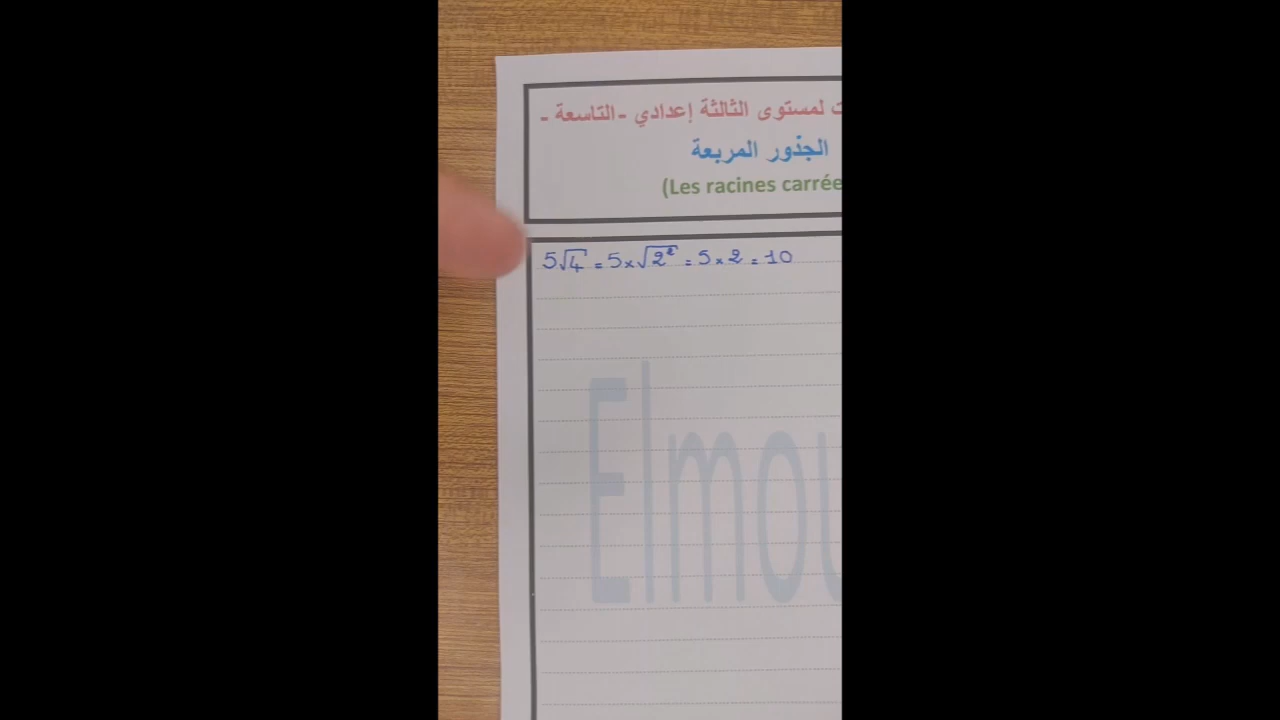 ت لمستوى الثالثة إعدادي -التاسعة -
الجذور المربعة
(Les racines carrée
5√4 = 5×√2² = 5×2 = 10
Elmou